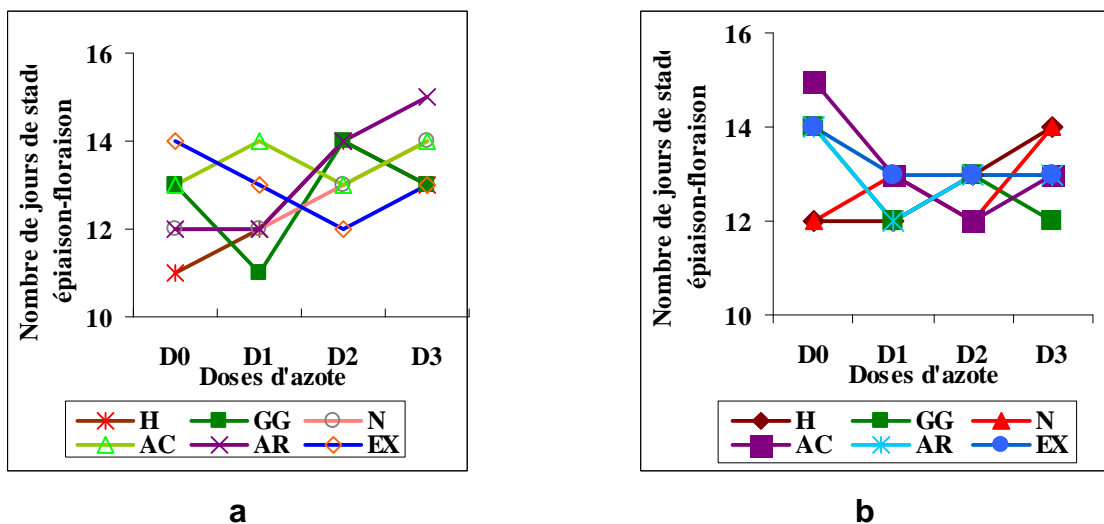 Nombre de jours de stade
épiaison-floraison
16
14
12
10
D0 D1 D2 D3
Doses d'azote
H GG N
AC AR EX
a
Nombre de jours de stade
épiaison-floraison
16
14
12
10
D0 D1 D2 D3
Doses d'azote
H GG N
AC AR EX
b